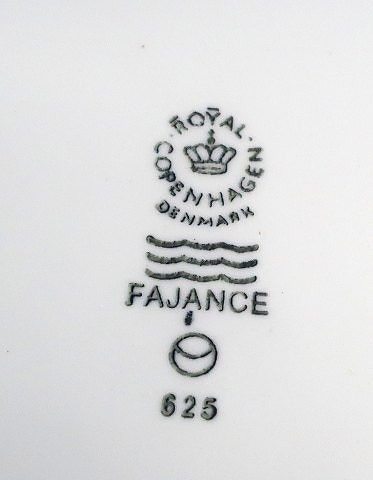 ROYAL
COPENHAGEN
DENMARK
FAJANCE
625